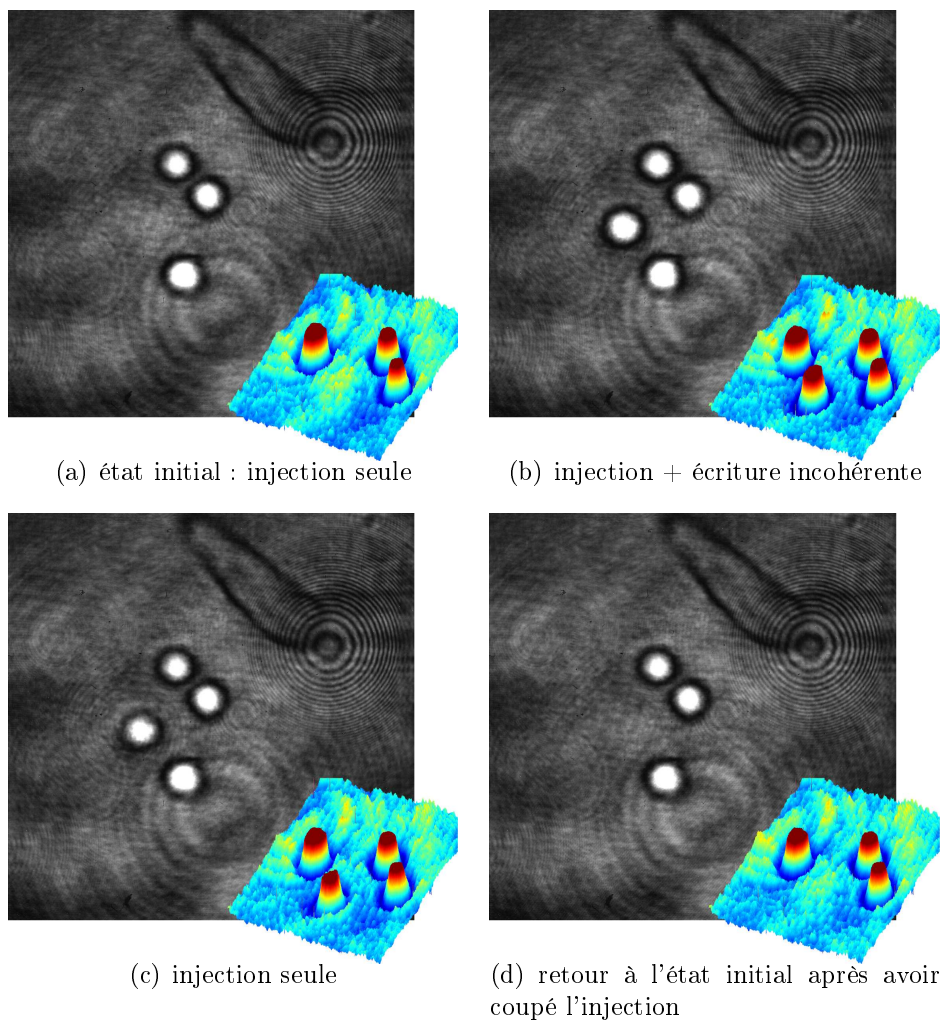 (a) état initial : injection seule
(b) injection + écriture incohérente
(c) injection seule
(d) retour à l'état initial après avoir
coupé l'injection